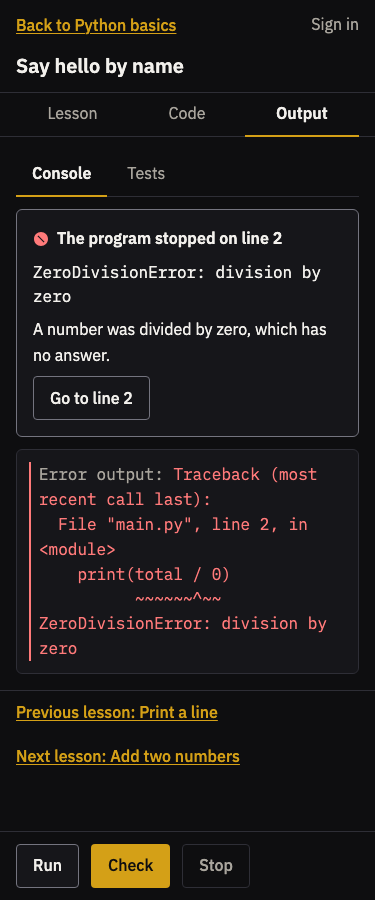 Back to Python basics
Sign in
Say hello by name
Lesson
Code
Output
Console
Tests
The program stopped on line 2
ZeroDivisionError: division by
zero
A number was divided by zero, which has
no answer.
Go to line 2
Error output: Traceback (most
recent call last):
  File "main.py", line 2, in
<module>
    print(total / 0)
          ~~~~~~^~~
ZeroDivisionError: division by
zero
Previous lesson: Print a line
Next lesson: Add two numbers
Run
Check
Stop